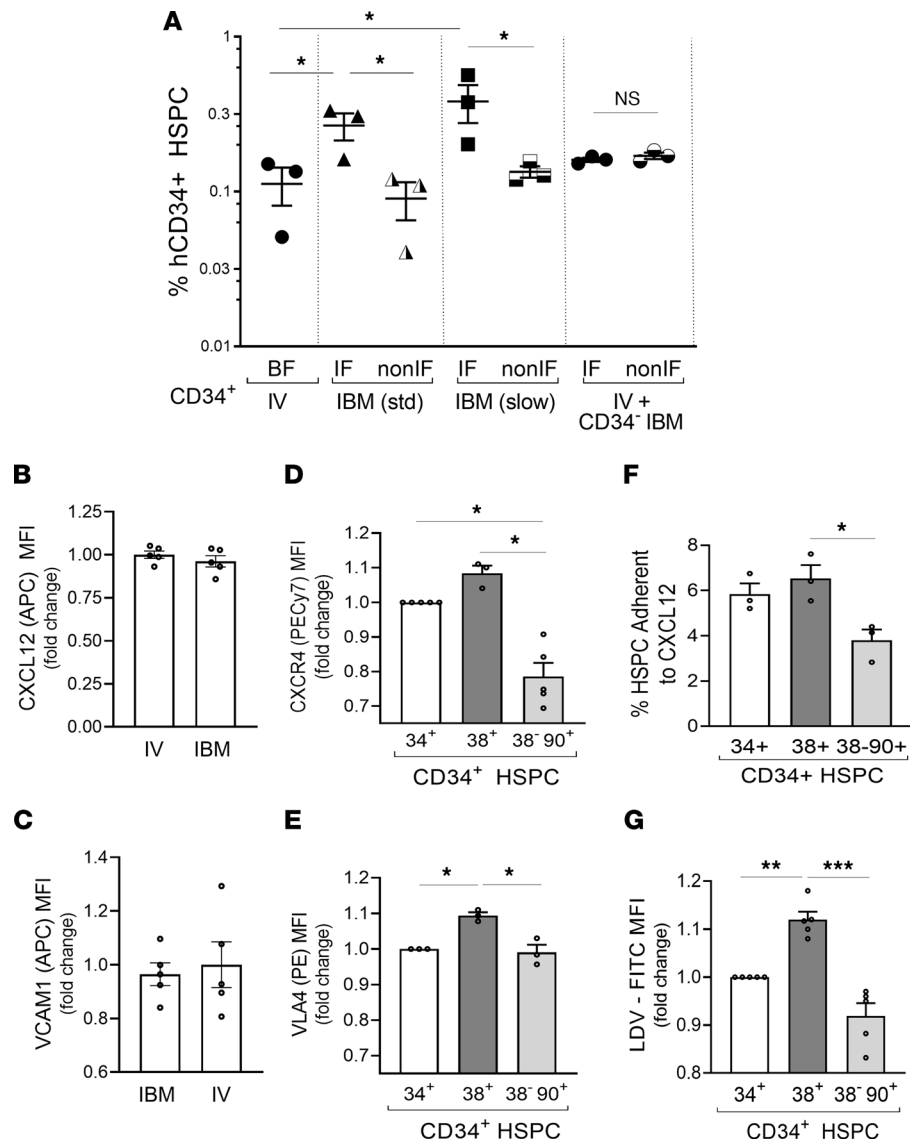 A
% hCD34+ HSPC
1
0.3
0.1
0.03
0.01
*
*
*
*
NS
BF
IF
nonIF
IF
nonIF
IF
nonIF
CD34⁺
IV
IBM (std)
IBM (slow)
IV +
CD34⁻ IBM
B
CXCL12 (APC) MFI
(fold change)
1.25
1.00
0.75
0.50
0.25
0.00
IV
IBM
D
CXCR4 (PECy7) MFI
(fold change)
1.2
1.1
1.0
0.9
0.8
0.7
*
*
34⁺
38⁺
38⁻ 90⁺
CD34⁺ HSPC
F
% HSPC Adherent
to CXCL12
8
6
4
2
0
*
34+
38+
38-90+
CD34+ HSPC
C
VCAM1 (APC) MFI
(fold change)
1.4
1.2
1.0
0.8
0.6
IBM
IV
E
VLA4 (PE) MFI
(fold change)
1.2
1.1
1.0
0.9
0.8
0.7
*
*
34⁺
38⁺
38⁻ 90⁺
CD34⁺ HSPC
G
LDV - FITC MFI
(fold change)
1.2
1.1
1.0
0.9
0.8
**
***
34⁺
38⁺
38⁻ 90⁺
CD34⁺ HSPC